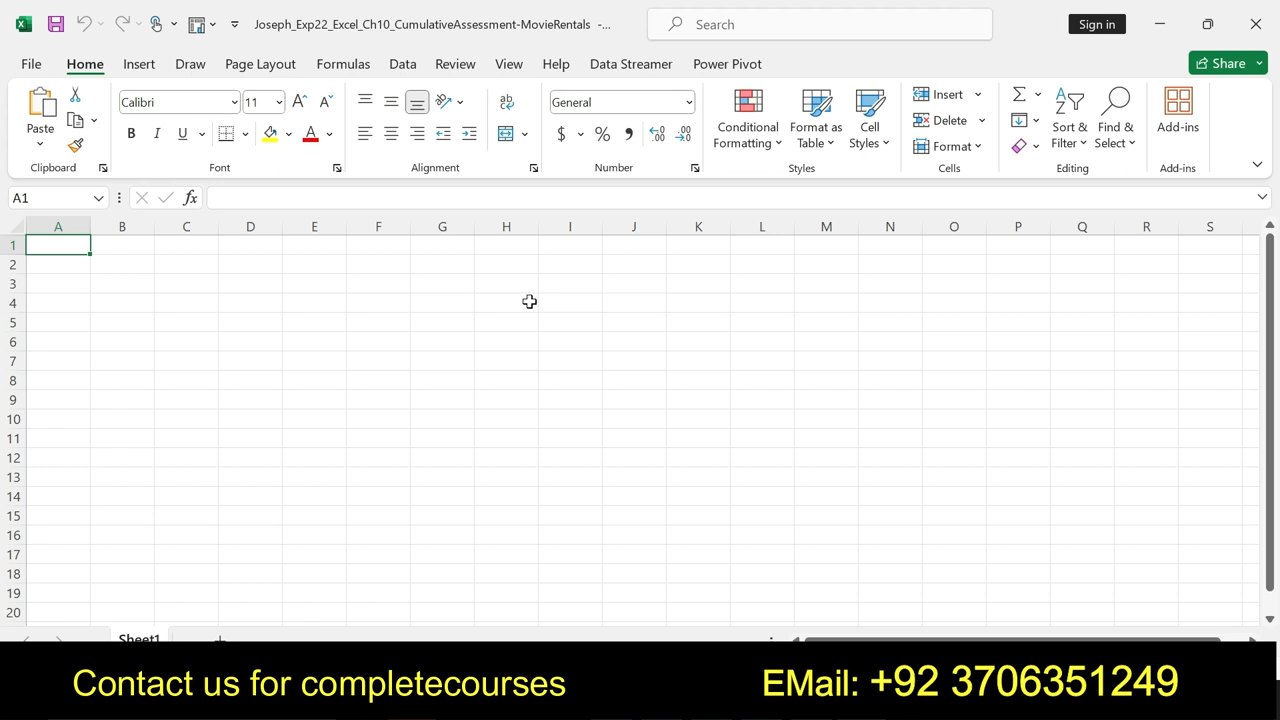 Joseph_Exp22_Excel_Ch10_CumulativeAssessment-MovieRentals -...
Search
Sign in
File Home Insert Draw Page Layout Formulas Data Review View Help Data Streamer Power Pivot
Share
Paste
Clipboard
Calibri 11
B I U A
Font
ab
Alignment
General
$ % 9
Number
Conditional Formatting
Format as Table
Cell Styles
Styles
Insert
Delete
Format
Cells
Sort & Filter
Find & Select
Editing
Add-ins
Add-ins
A1
fx
A B C D E F G H I J K L M N O P Q R S
1
2
3
4
5
6
7
8
9
10
11
12
13
14
15
16
17
18
19
20
Sheet1
Contact us for completecourses
EMail: +92 3706351249